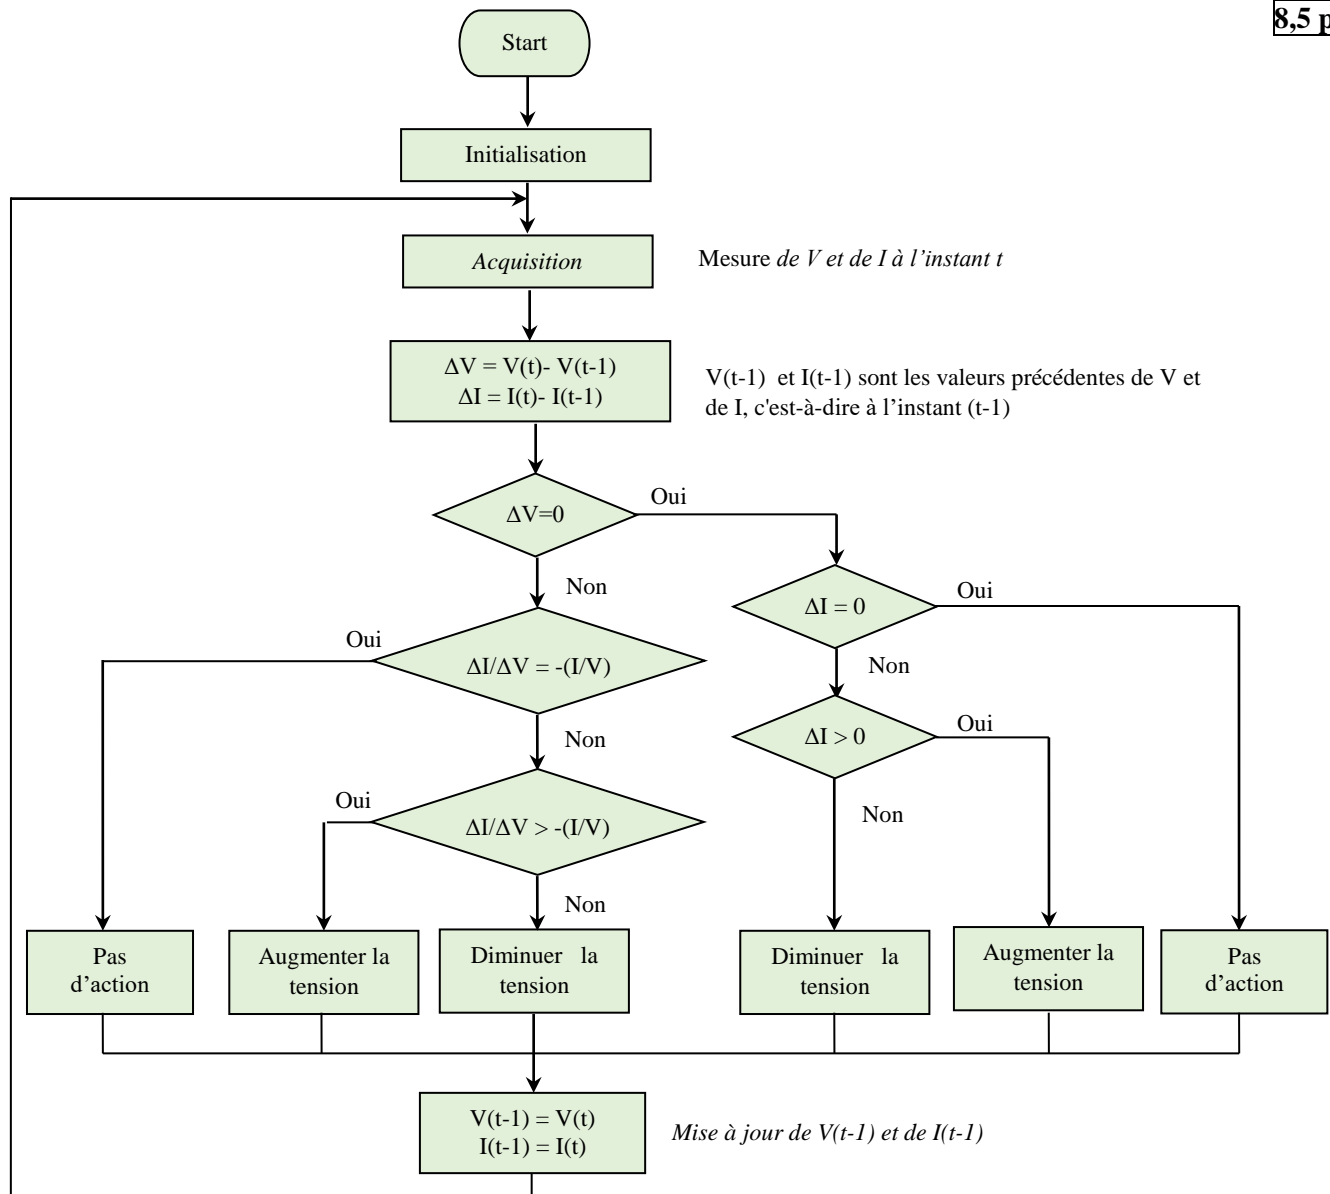 8,5 p
Start
Initialisation
Acquisition
Mesure de V et de I à l’instant t
ΔV = V(t)- V(t-1)
ΔI = I(t)- I(t-1)
V(t-1) et I(t-1) sont les valeurs précédentes de V et
de I, c'est-à-dire à l’instant (t-1)
ΔV=0
Oui
Non
ΔI = 0
Oui
Oui
ΔI/ΔV = -(I/V)
Non
Non
ΔI > 0
Oui
Oui
ΔI/ΔV > -(I/V)
Non
Non
Pas
d’action
Augmenter la
tension
Diminuer la
tension
Diminuer la
tension
Augmenter la
tension
Pas
d’action
V(t-1) = V(t)
I(t-1) = I(t)
Mise à jour de V(t-1) et de I(t-1)